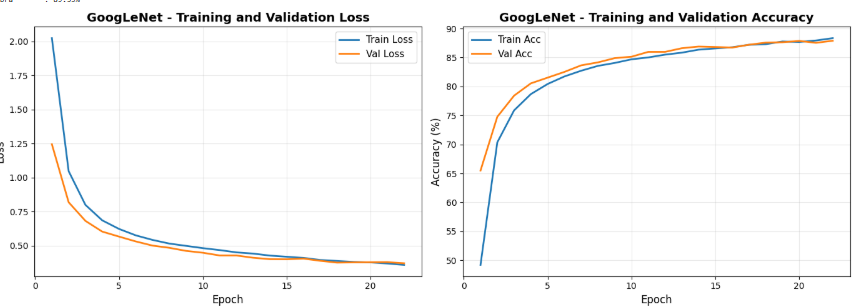 GoogLeNet - Training and Validation Loss
Train Loss
Val Loss
2.00
1.75
1.50
1.25
1.00
0.75
0.50
0
5
10
15
20
Epoch
Loss
GoogLeNet - Training and Validation Accuracy
Train Acc
Val Acc
90
85
80
75
70
65
60
55
50
0
5
10
15
20
Epoch
Accuracy (%)